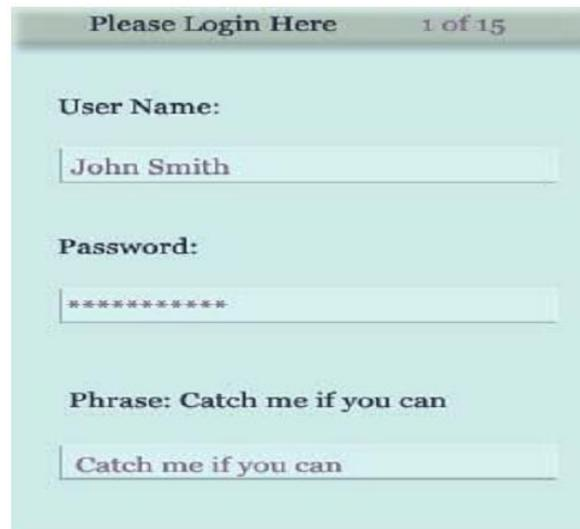 Please Login Here 1 of 15
User Name:
John Smith
Password:
***********
Phrase: Catch me if you can
Catch me if you can